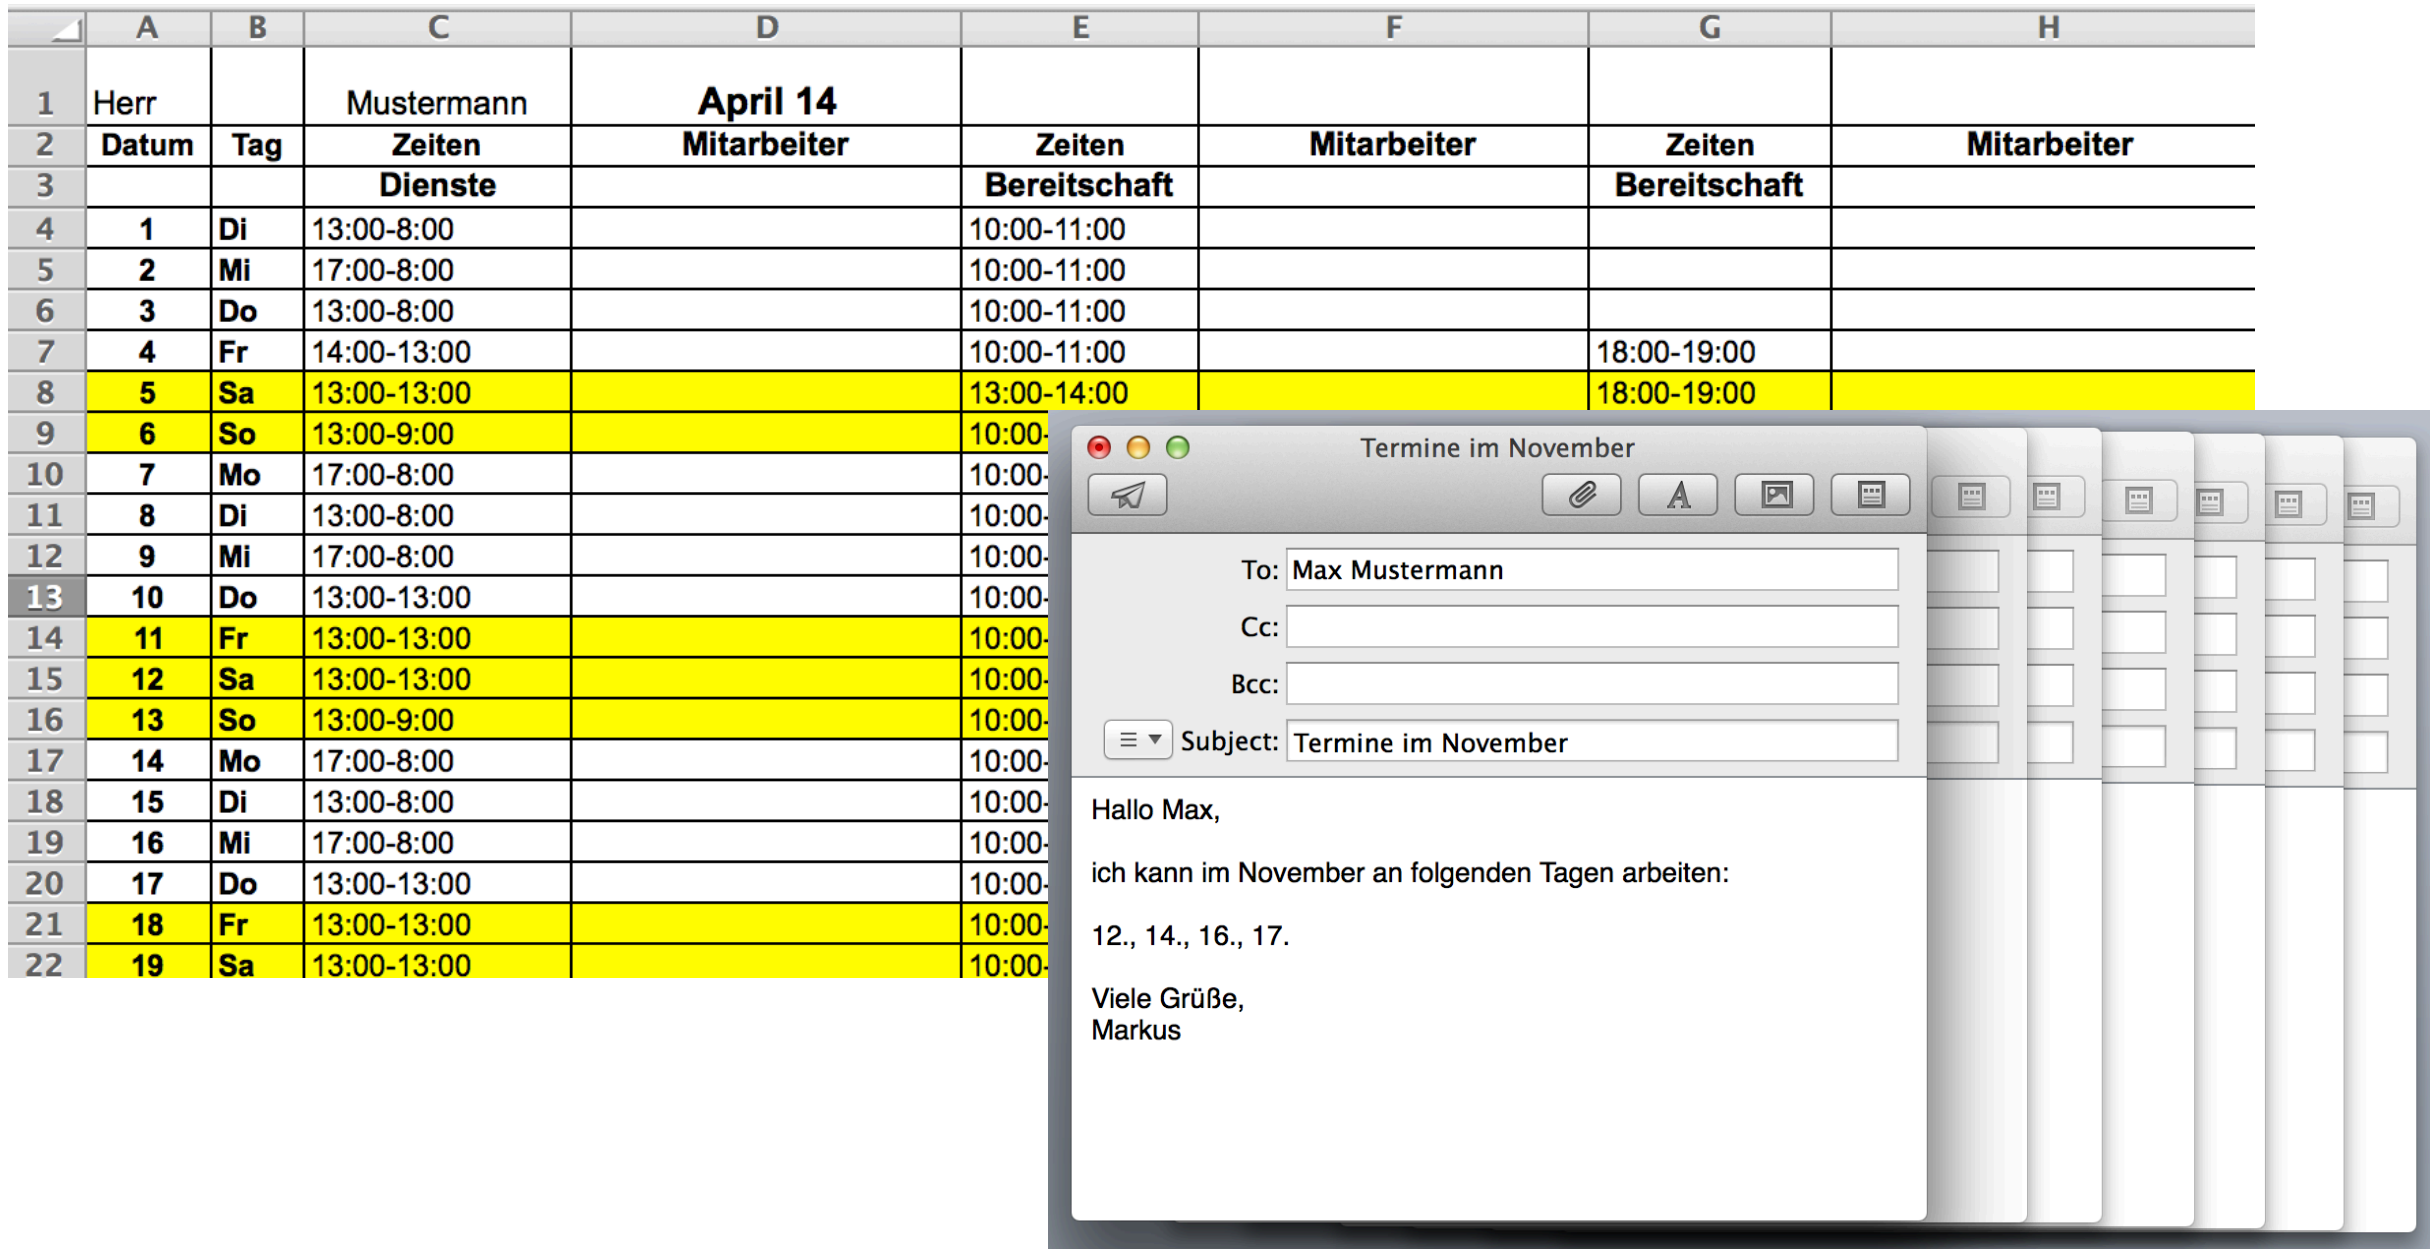 A B C D E F G H
1 Herr Mustermann April 14
2 Datum Tag Zeiten Mitarbeiter Zeiten Mitarbeiter Zeiten Mitarbeiter
3 Dienste Bereitschaft Bereitschaft
4 1 Di 13:00-8:00 10:00-11:00
5 2 Mi 17:00-8:00 10:00-11:00
6 3 Do 13:00-8:00 10:00-11:00
7 4 Fr 14:00-13:00 10:00-11:00 18:00-19:00
8 5 Sa 13:00-13:00 13:00-14:00 18:00-19:00
9 6 So 13:00-9:00 10:00-
10 7 Mo 17:00-8:00 10:00-
11 8 Di 13:00-8:00 10:00-
12 9 Mi 17:00-8:00 10:00-
13 10 Do 13:00-13:00 10:00-
14 11 Fr 13:00-13:00 10:00-
15 12 Sa 13:00-13:00 10:00-
16 13 So 13:00-9:00 10:00-
17 14 Mo 17:00-8:00 10:00-
18 15 Di 13:00-8:00 10:00-
19 16 Mi 17:00-8:00 10:00-
20 17 Do 13:00-13:00 10:00-
21 18 Fr 13:00-13:00 10:00-
22 19 Sa 13:00-13:00 10:00-
Termine im November
To: Max Mustermann
Cc:
Bcc:
Subject: Termine im November
Hallo Max,
ich kann im November an folgenden Tagen arbeiten:
12., 14., 16., 17.
Viele Grüße,
Markus